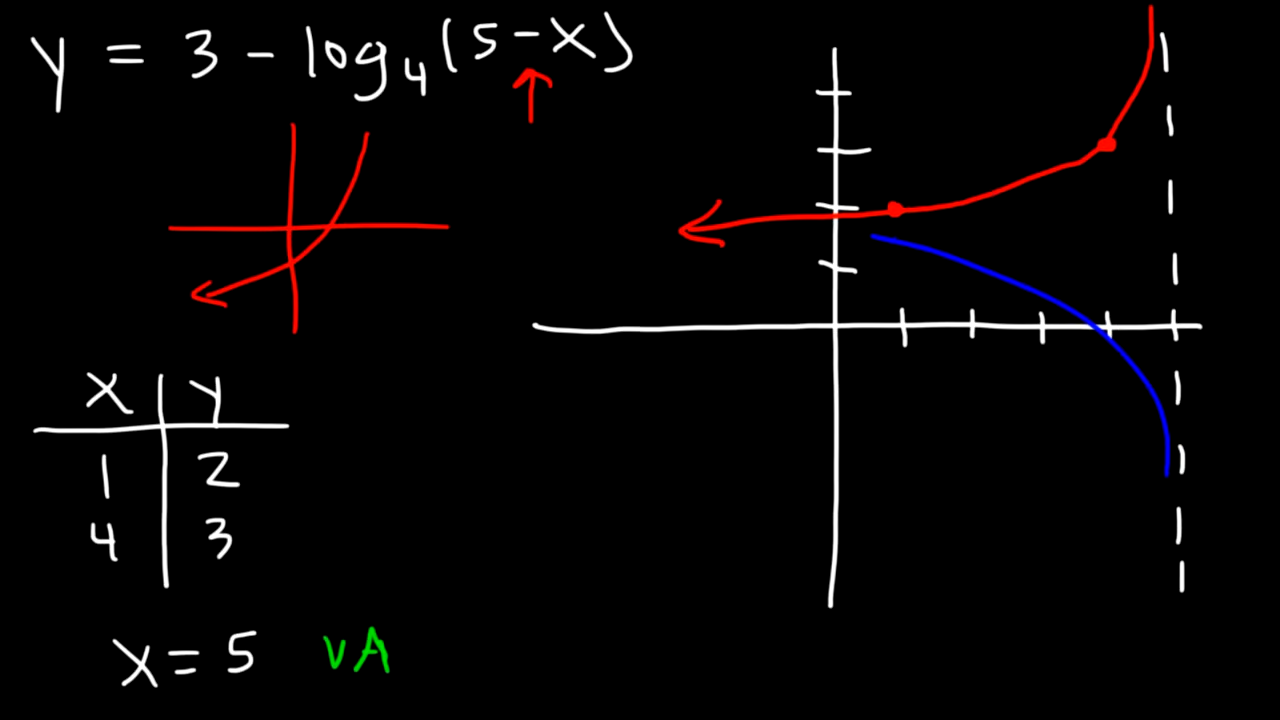 y = 3 - log₄(5-x)
x y
1 2
4 3
x = 5 VA